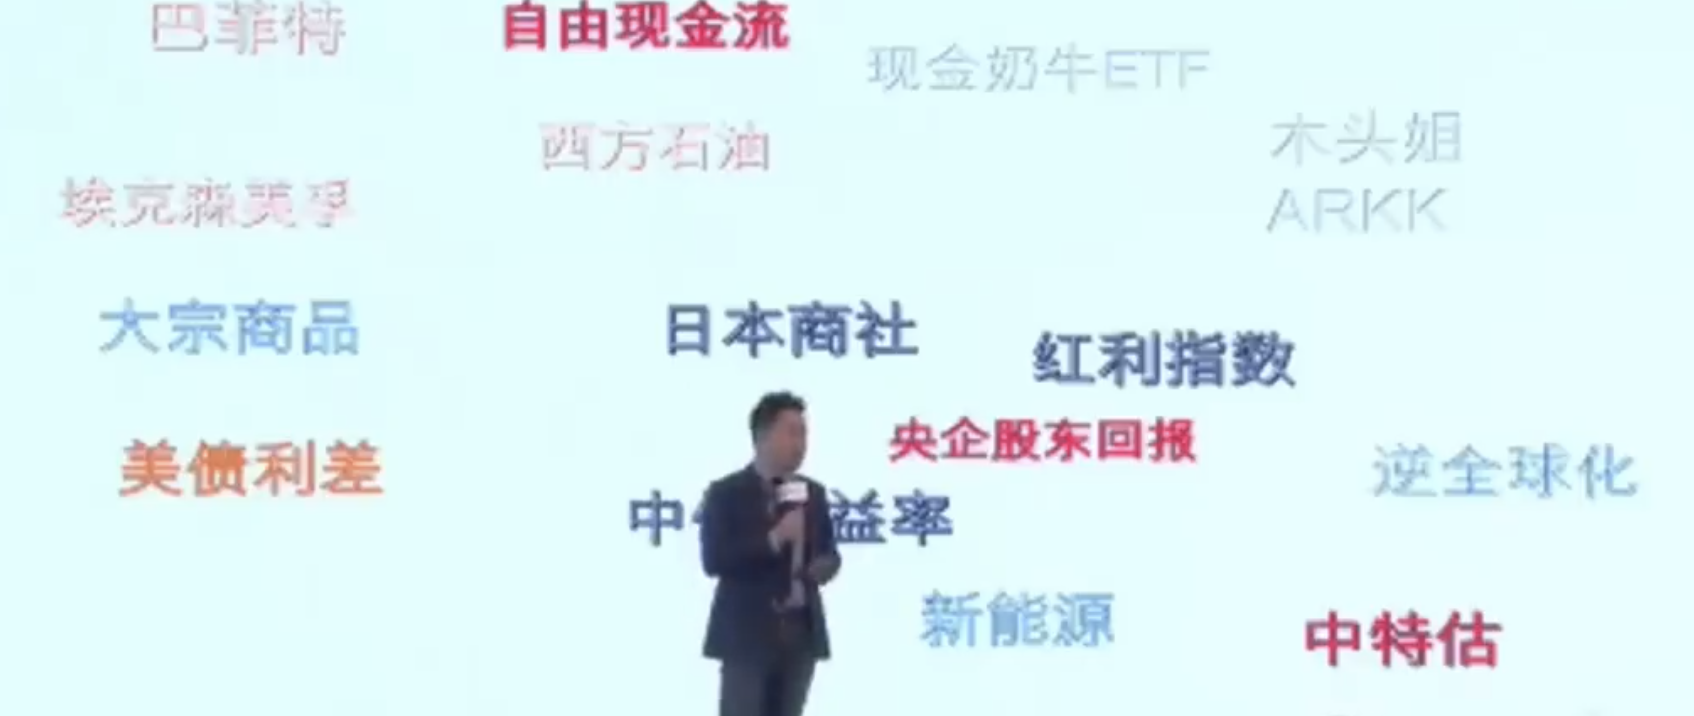 巴菲特
自由现金流
现金奶牛ETF
西方石油
木头姐
ARKK
埃克森美孚
大宗商品
日本商社
红利指数
央企股东回报
美债利差
逆全球化
中 益率
新能源
中特估